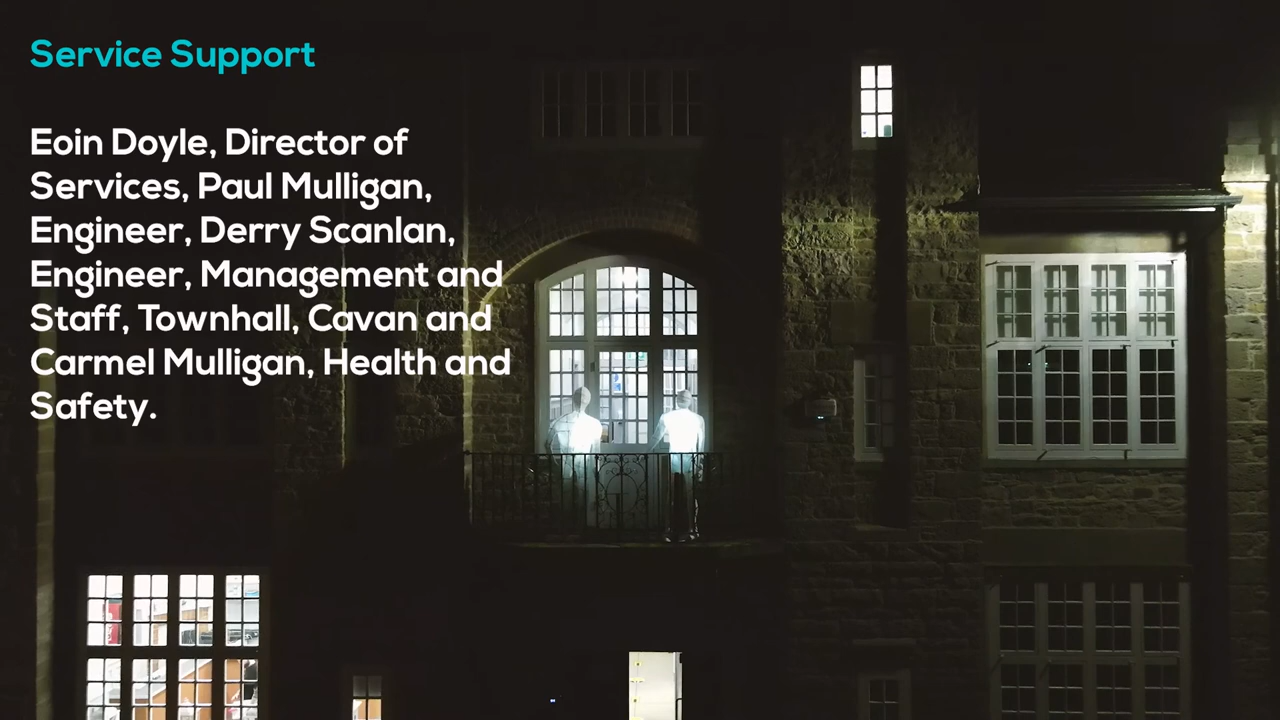 Service Support
Eoin Doyle, Director of
Services, Paul Mulligan,
Engineer, Derry Scanlan,
Engineer, Management and
Staff, Townhall, Cavan and
Carmel Mulligan, Health and
Safety.